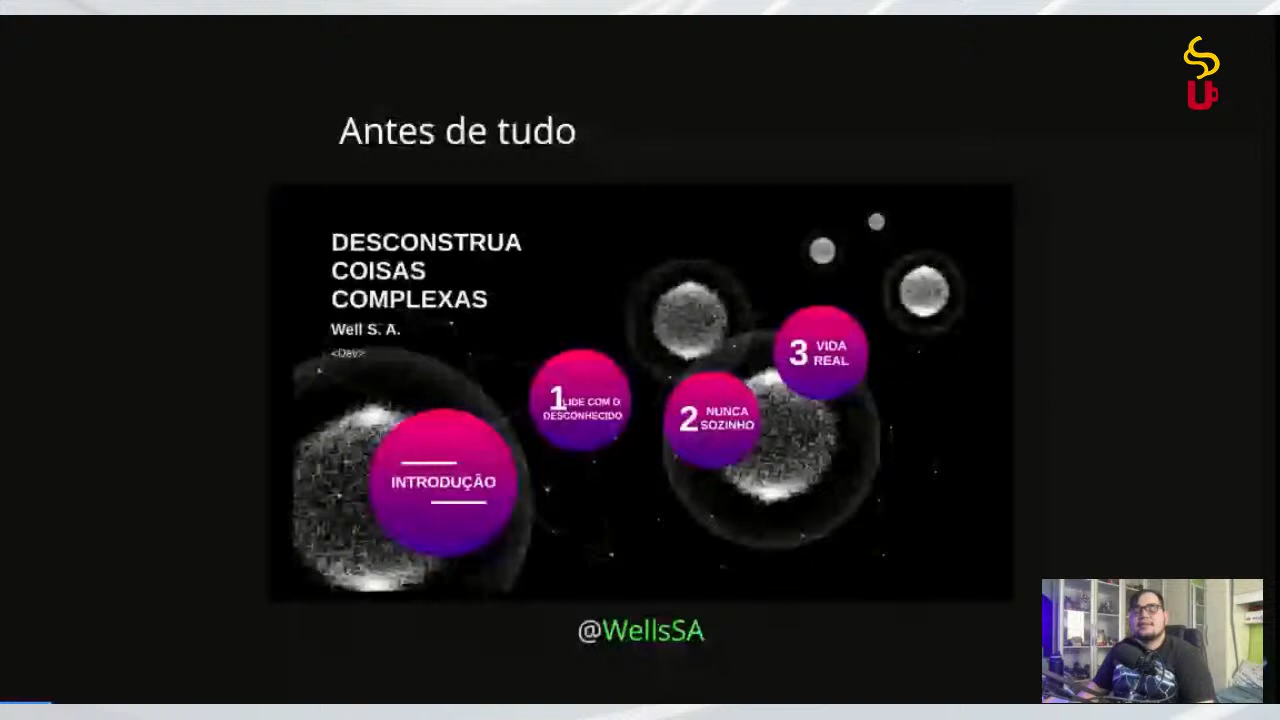 Antes de tudo
DESCONSTRUA
COISAS
COMPLEXAS
Well S. A.
<Dev>
INTRODUÇÃO
1
LIDE COM O
DESCONHECIDO
2
NUNCA
SOZINHO
3
VIDA
REAL
@WellsSA